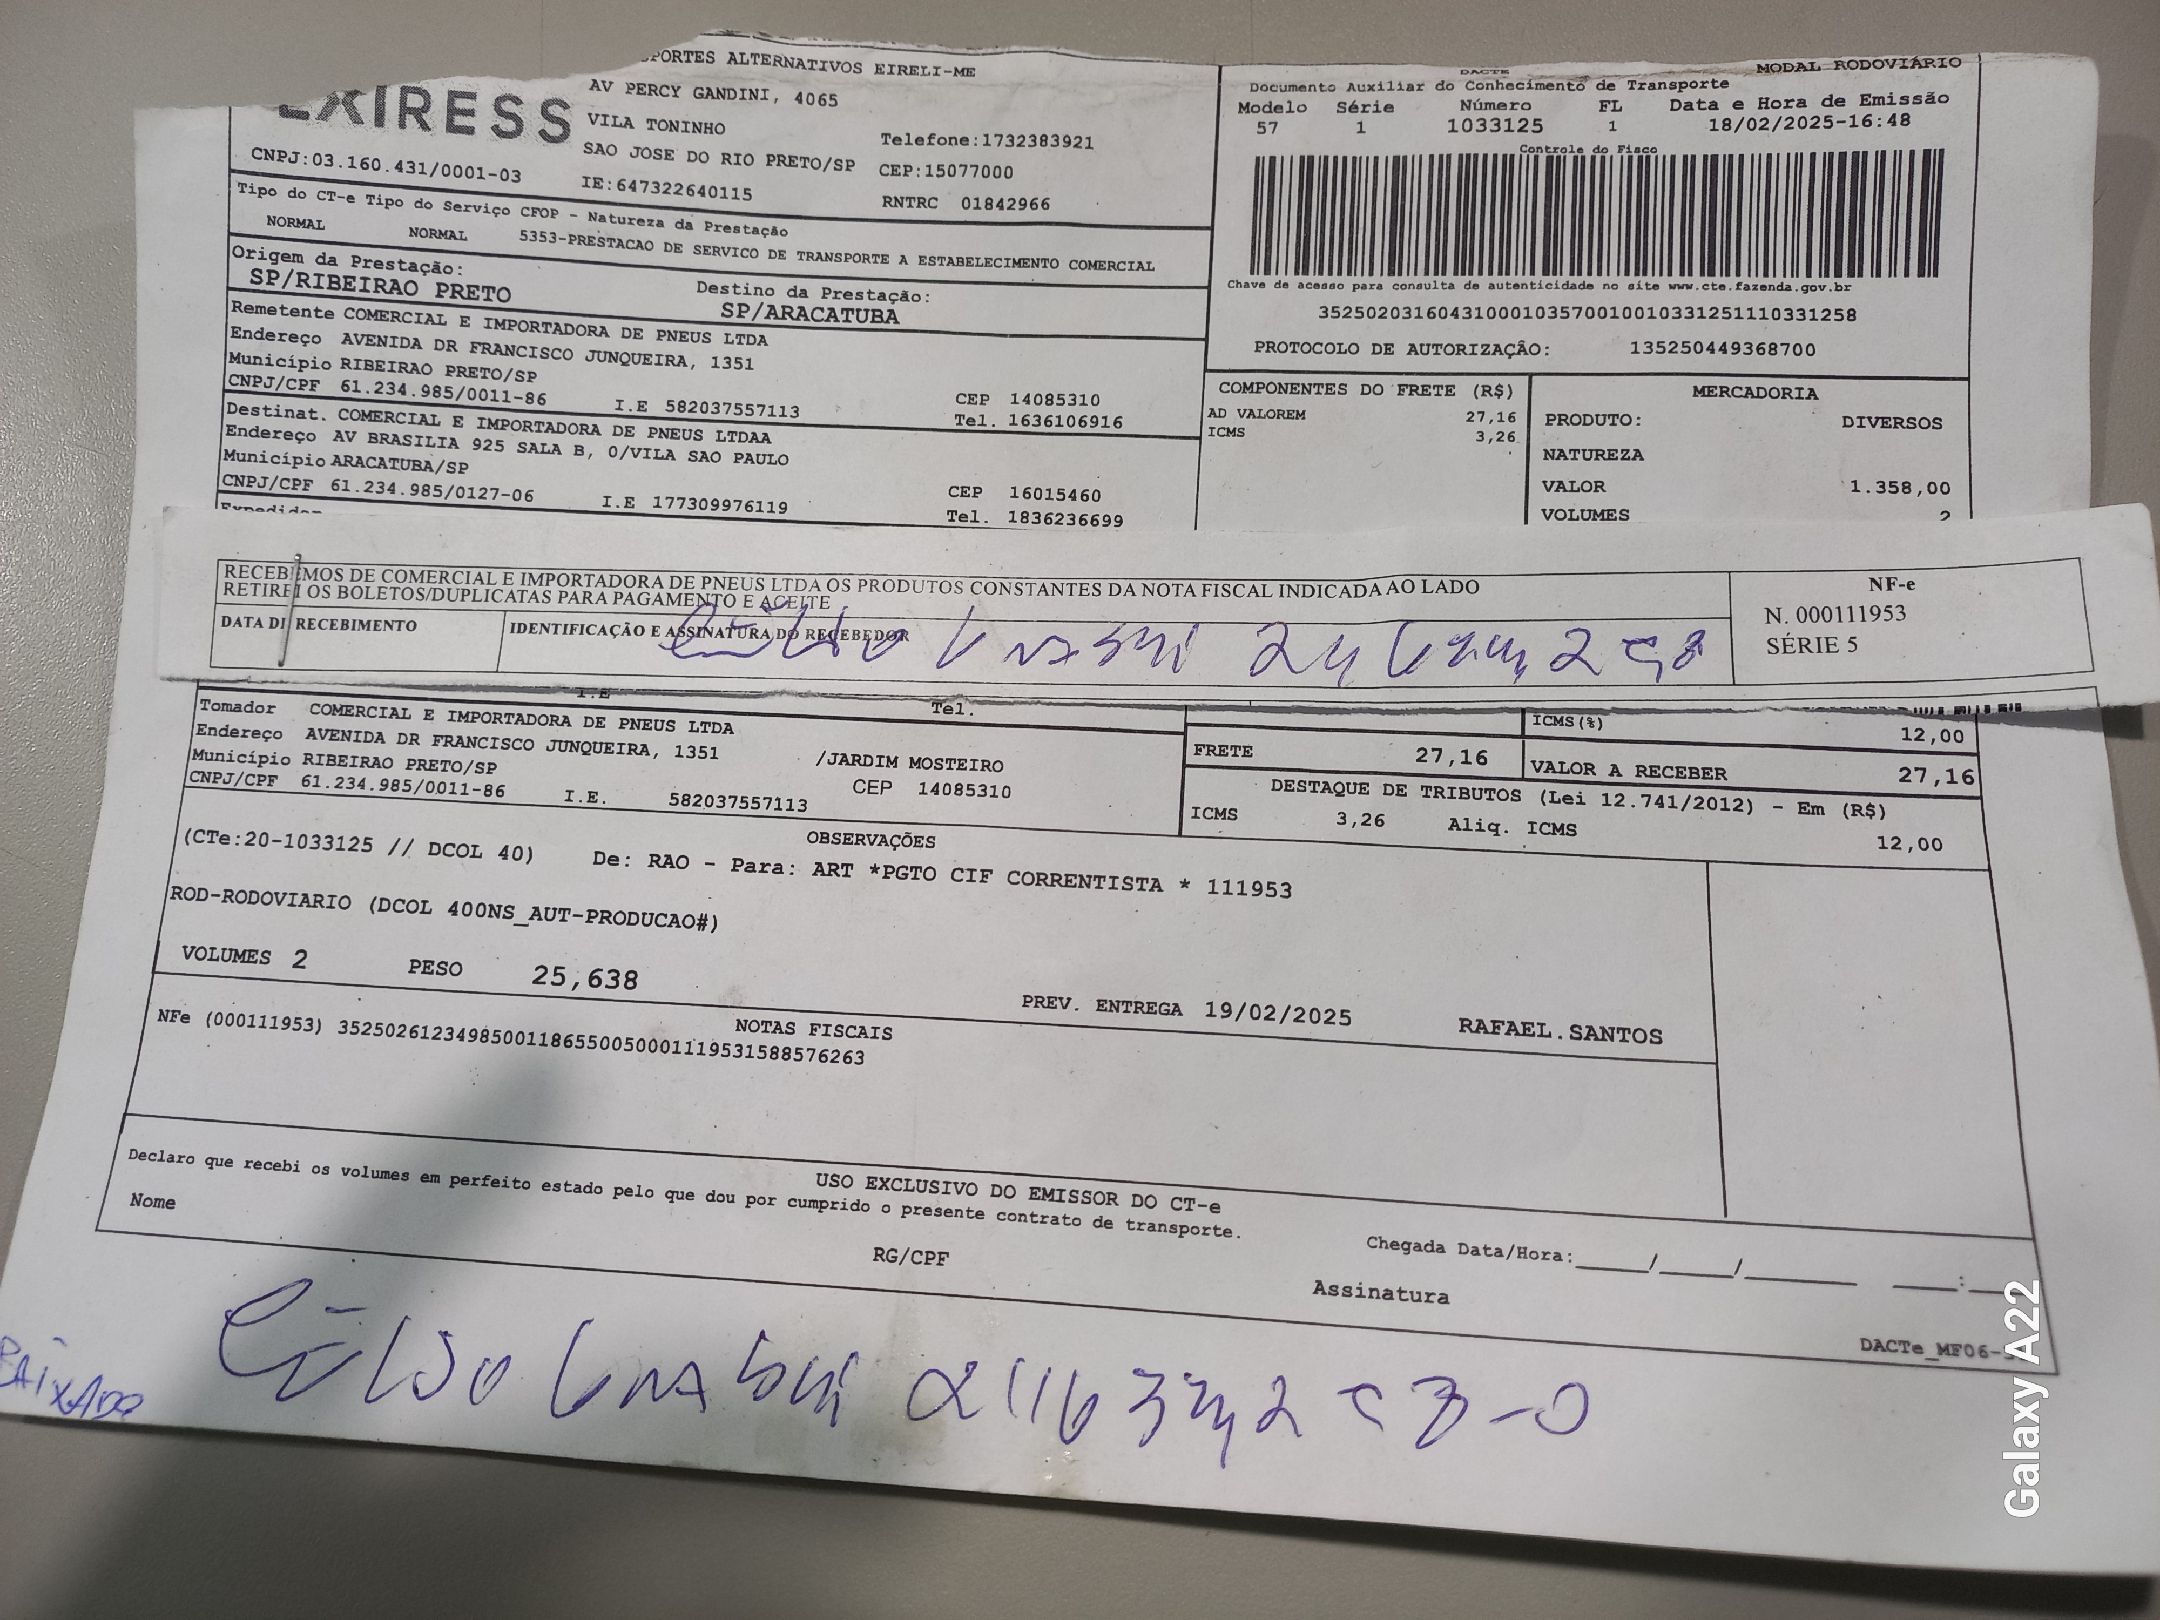 PORTES ALTERNATIVOS EIRELI-ME
EXIRESS
AV PERCY GANDINI, 4065
VILA TONINHO
Telefone:1732383921
SAO JOSE DO RIO PRETO/SP CEP:15077000
CNPJ:03.160.431/0001-03 IE:647322640115 RNTRC 01842966
DACTE MODAL RODOVIÁRIO
Documento Auxiliar do Conhecimento de Transporte
Modelo Série Número FL Data e Hora de Emissão
57 1 1033125 1 18/02/2025-16:48
Controle do Fisco
Chave de acesso para consulta de autenticidade no site www.cte.fazenda.gov.br
35250203160431000103570010010331251110331258
PROTOCOLO DE AUTORIZAÇÃO: 135250449368700
Tipo do CT-e Tipo do Serviço CFOP - Natureza da Prestação
NORMAL NORMAL 5353-PRESTACAO DE SERVICO DE TRANSPORTE A ESTABELECIMENTO COMERCIAL
Origem da Prestação: Destino da Prestação:
SP/RIBEIRAO PRETO SP/ARACATUBA
Remetente COMERCIAL E IMPORTADORA DE PNEUS LTDA
Endereço AVENIDA DR FRANCISCO JUNQUEIRA, 1351
Município RIBEIRAO PRETO/SP CEP 14085310
CNPJ/CPF 61.234.985/0011-86 I.E 582037557113 Tel. 1636106916
Destinat. COMERCIAL E IMPORTADORA DE PNEUS LTDAA
Endereço AV BRASILIA 925 SALA B, 0/VILA SAO PAULO
Município ARACATUBA/SP CEP 16015460
CNPJ/CPF 61.234.985/0127-06 I.E 177309976119 Tel. 1836236699
Expedidor
COMPONENTES DO FRETE (R$)
AD VALOREM 27,16
ICMS 3,26
MERCADORIA
PRODUTO: DIVERSOS
NATUREZA
VALOR 1.358,00
VOLUMES 2
RECEBEMOS DE COMERCIAL E IMPORTADORA DE PNEUS LTDA OS PRODUTOS CONSTANTES DA NOTA FISCAL INDICADA AO LADO
RETIREI OS BOLETOS/DUPLICATAS PARA PAGAMENTO E ACEITE
DATA DE RECEBIMENTO IDENTIFICAÇÃO E ASSINATURA DO RECEBEDOR
NF-e
N. 000111953
SÉRIE 5
I.E Tel.
Tomador COMERCIAL E IMPORTADORA DE PNEUS LTDA
Endereço AVENIDA DR FRANCISCO JUNQUEIRA, 1351 /JARDIM MOSTEIRO
Município RIBEIRAO PRETO/SP CEP 14085310
CNPJ/CPF 61.234.985/0011-86 I.E. 582037557113
ICMS(%) 12,00
FRETE 27,16 VALOR A RECEBER 27,16
DESTAQUE DE TRIBUTOS (Lei 12.741/2012) - Em (R$)
ICMS 3,26 Aliq. ICMS 12,00
OBSERVAÇÕES
(CTe:20-1033125 // DCOL 40) De: RAO - Para: ART *PGTO CIF CORRENTISTA * 111953
ROD-RODOVIARIO (DCOL 400NS_AUT-PRODUCAO#)
VOLUMES 2 PESO 25,638 PREV. ENTREGA 19/02/2025 RAFAEL.SANTOS
NOTAS FISCAIS
NFe (000111953) 35250261234985001186550050001119531588576263
USO EXCLUSIVO DO EMISSOR DO CT-e
Declaro que recebi os volumes em perfeito estado pelo que dou por cumprido o presente contrato de transporte.
Nome RG/CPF Chegada Data/Hora:_____/_____/_______ ____:____
Assinatura
DACTe_MF06-
BAIXADO
Galaxy A22